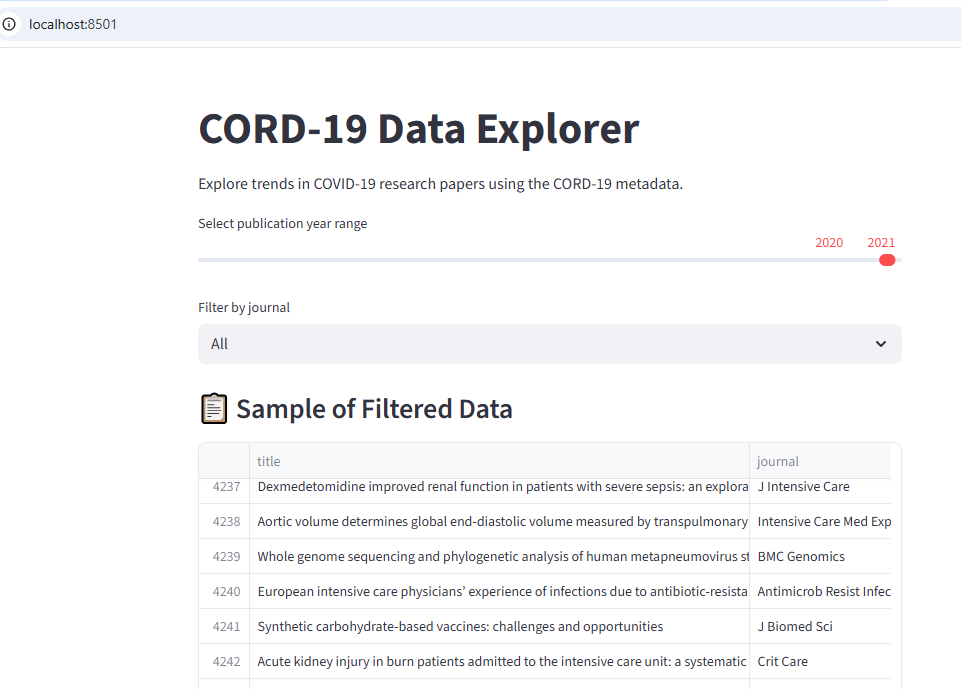 localhost:8501
CORD-19 Data Explorer
Explore trends in COVID-19 research papers using the CORD-19 metadata.
Select publication year range
2020 2021
Filter by journal
All
Sample of Filtered Data
title journal
4237 Dexmedetomidine improved renal function in patients with severe sepsis: an explora J Intensive Care
4238 Aortic volume determines global end-diastolic volume measured by transpulmonary Intensive Care Med Exp
4239 Whole genome sequencing and phylogenetic analysis of human metapneumovirus st BMC Genomics
4240 European intensive care physicians’ experience of infections due to antibiotic-resista Antimicrob Resist Infec
4241 Synthetic carbohydrate-based vaccines: challenges and opportunities J Biomed Sci
4242 Acute kidney injury in burn patients admitted to the intensive care unit: a systematic Crit Care